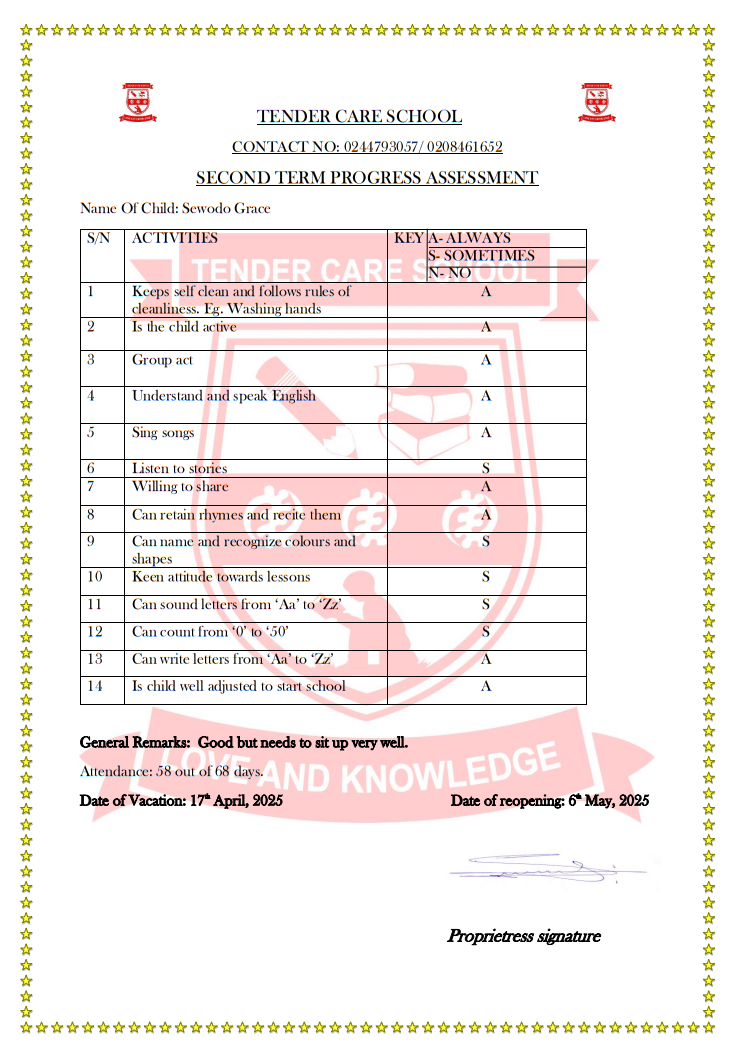 TENDER CARE SCHOOL
CONTACT NO: 0244793057/ 0208461652
SECOND TERM PROGRESS ASSESSMENT
Name Of Child: Sewodo Grace
S/N ACTIVITIES KEY A- ALWAYS
S- SOMETIMES
N- NO
TENDER CARE SCHOOL
1 Keeps self clean and follows rules of A
cleanliness. Eg. Washing hands
2 Is the child active A
3 Group act A
4 Understand and speak English A
5 Sing songs A
6 Listen to stories S
7 Willing to share A
8 Can retain rhymes and recite them A
9 Can name and recognize colours and S
shapes
10 Keen attitude towards lessons S
11 Can sound letters from ‘Aa’ to ‘Zz’ S
12 Can count from ‘0’ to ‘50’ S
13 Can write letters from ‘Aa’ to ‘Zz’ A
14 Is child well adjusted to start school A
General Remarks: Good but needs to sit up very well.
LOVE AND KNOWLEDGE
Attendance: 58 out of 68 days.
Date of Vacation: 17th April, 2025 Date of reopening: 6th May, 2025
Proprietress signature